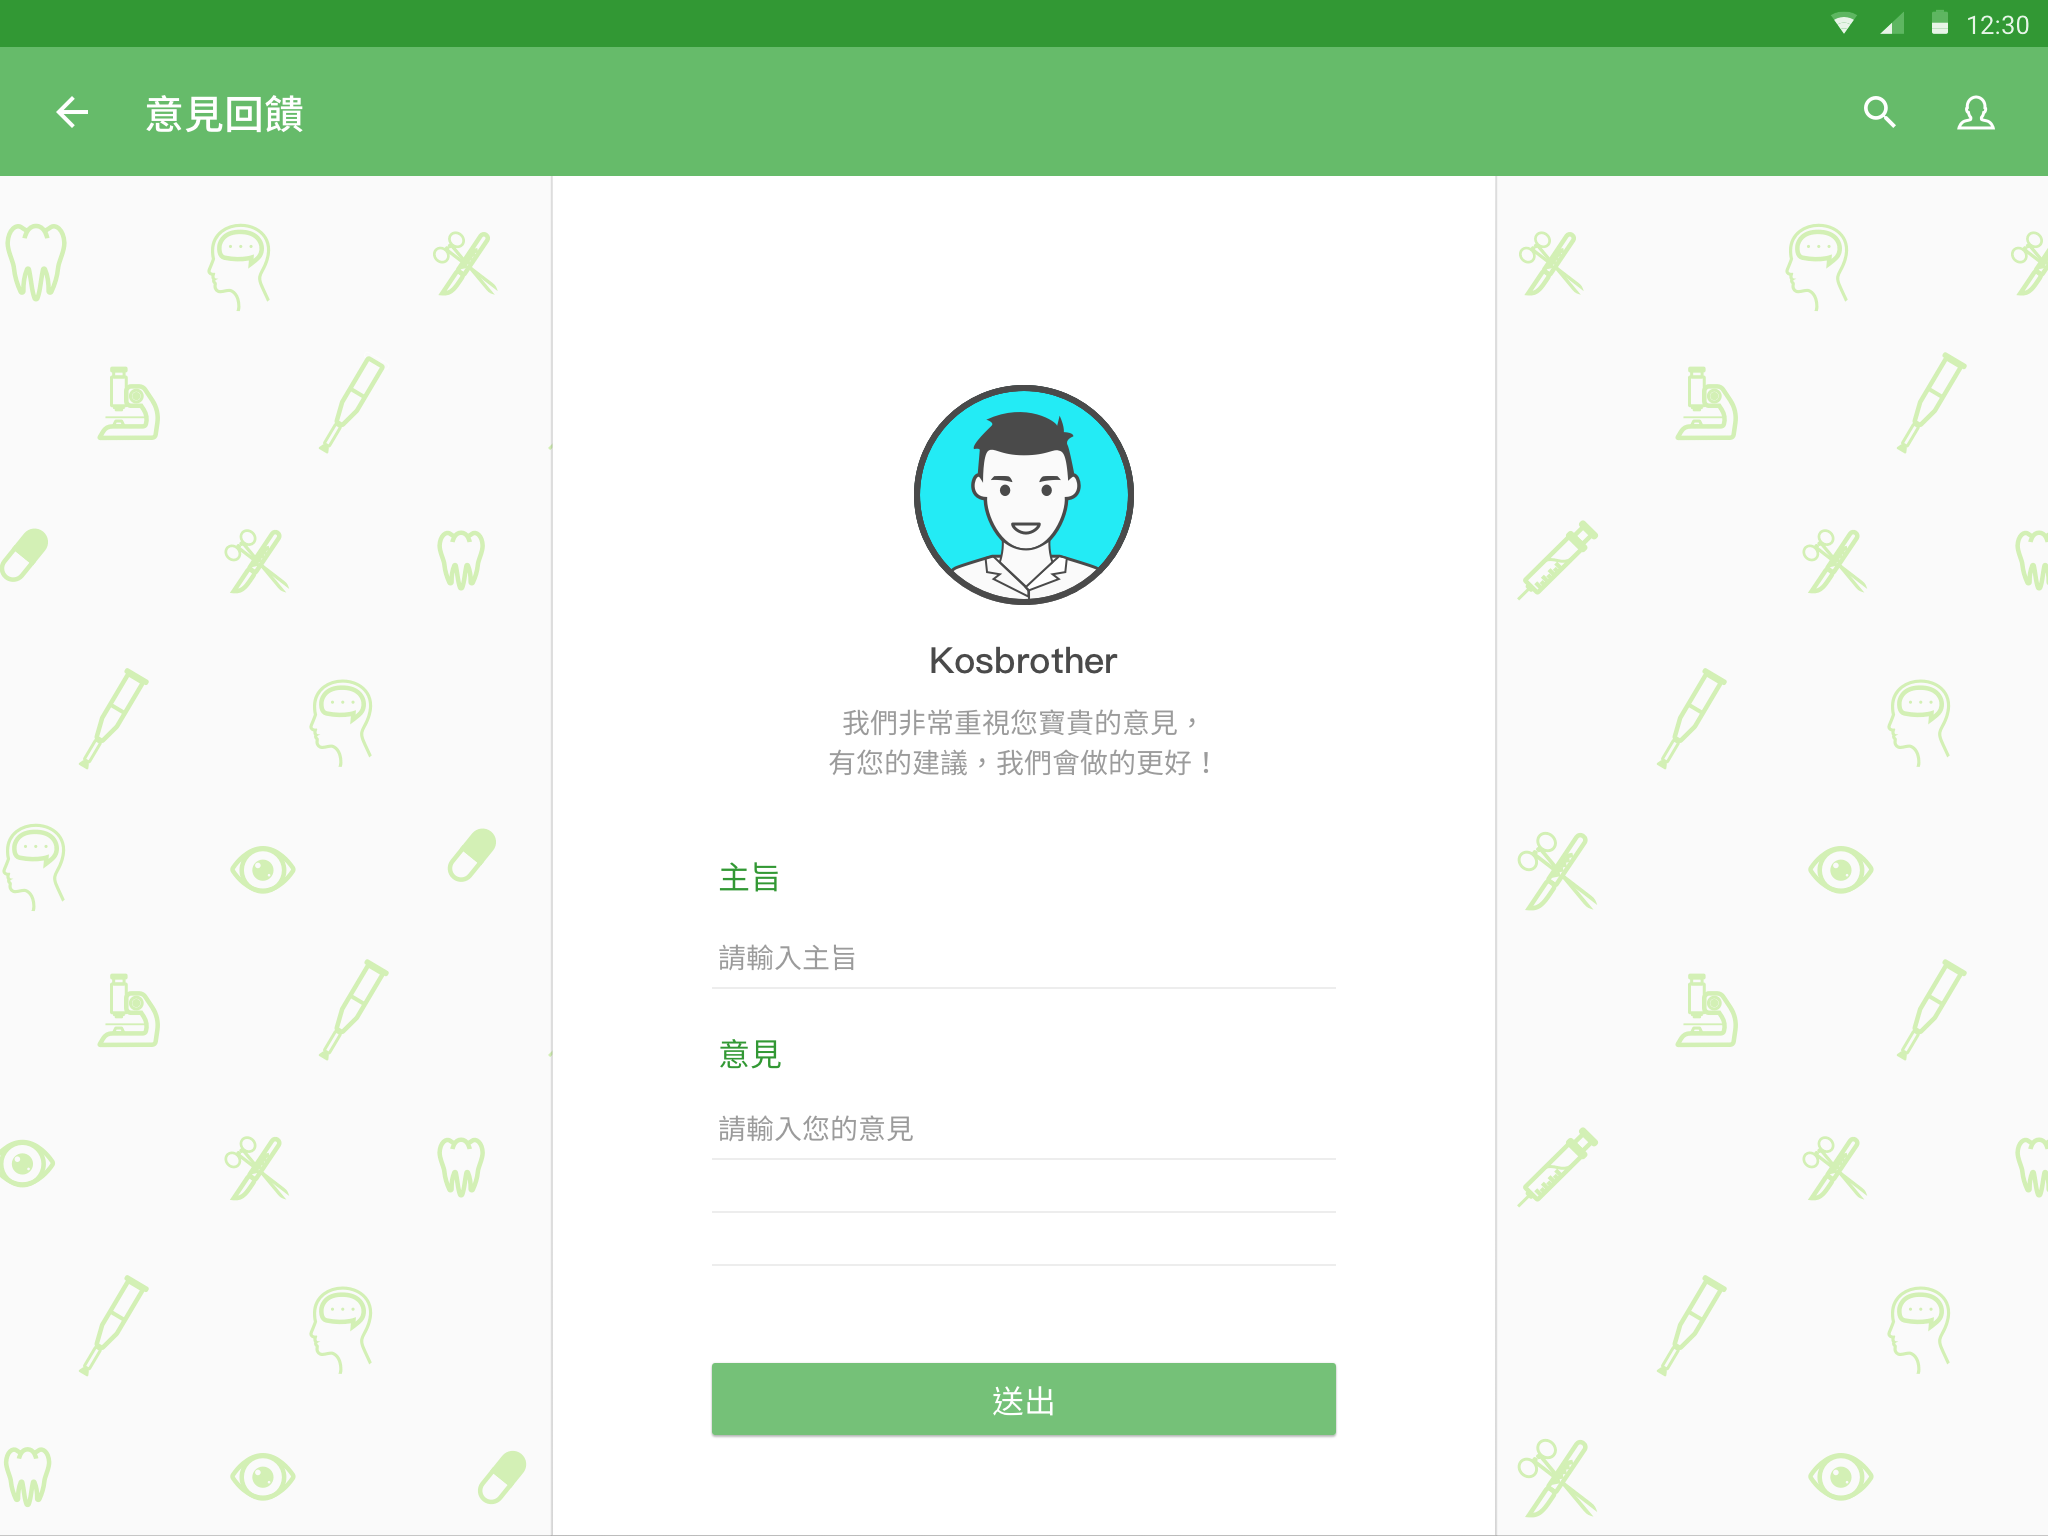 12:30
意見回饋
Kosbrother
我們非常重視您寶貴的意見，
有您的建議，我們會做的更好！
主旨
請輸入主旨
意見
請輸入您的意見
送出